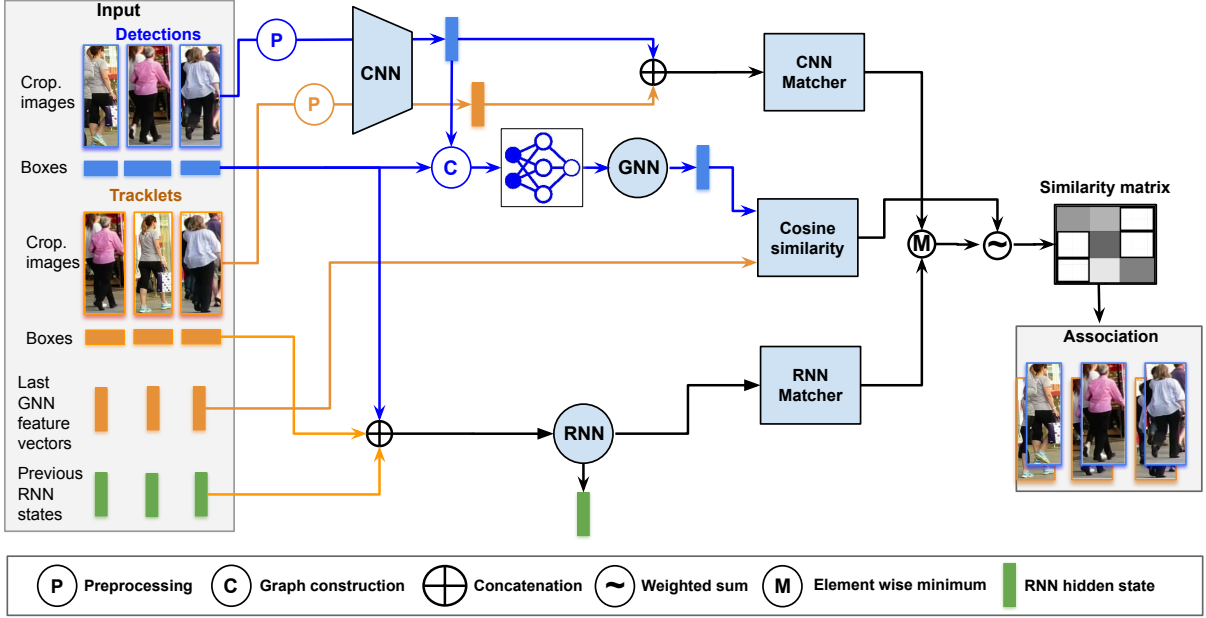 Input
Detections
Crop.
images
Boxes
Tracklets
Crop.
images
Boxes
Last
GNN
feature
vectors
Previous
RNN
states
P
P
CNN
C
GNN
RNN
CNN
Matcher
Cosine
similarity
RNN
Matcher
M
~
Similarity matrix
Association
P Preprocessing
C Graph construction
Concatenation
~ Weighted sum
M Element wise minimum
RNN hidden state